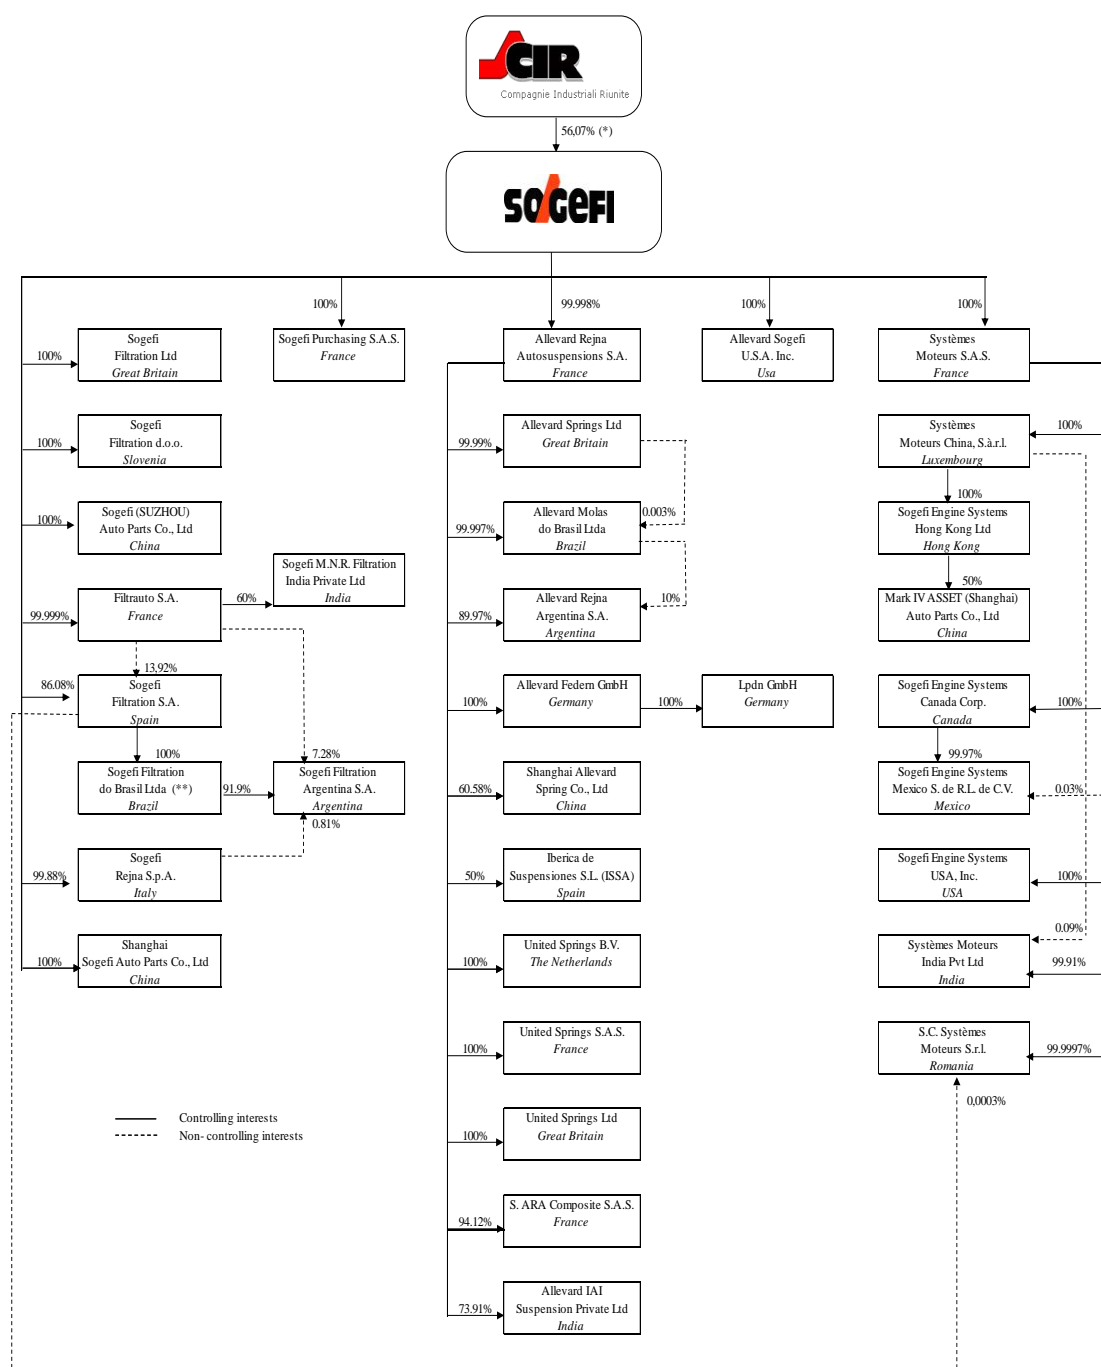 CIR
Compagnie Industriali Riunite
56,07% (*)
SOGEFI
100%
99.998%
100%
100%
Sogefi
Filtration Ltd
Great Britain
100%
Sogefi Purchasing S.A.S.
France
Allevard Rejna
Autosuspensions S.A.
France
Allevard Sogefi
U.S.A. Inc.
Usa
Systèmes
Moteurs S.A.S.
France
100%
Sogefi
Filtration d.o.o.
Slovenia
99.99%
Allevard Springs Ltd
Great Britain
Systèmes
Moteurs China, S.à.r.l.
Luxembourg
100%
100%
100%
Sogefi (SUZHOU)
Auto Parts Co., Ltd
China
99.997%
Allevard Molas
do Brasil Ltda
Brazil
0.003%
Sogefi Engine Systems
Hong Kong Ltd
Hong Kong
Sogefi M.N.R. Filtration
India Private Ltd
India
50%
99.999%
Filtrauto S.A.
France
60%
89.97%
Allevard Rejna
Argentina S.A.
Argentina
10%
Mark IV ASSET (Shanghai)
Auto Parts Co., Ltd
China
13,92%
86.08%
Sogefi
Filtration S.A.
Spain
100%
Allevard Federn GmbH
Germany
100%
Lpdn GmbH
Germany
Sogefi Engine Systems
Canada Corp.
Canada
100%
100%
7.28%
99.97%
Sogefi Filtration
do Brasil Ltda (**)
Brazil
91.9%
Sogefi Filtration
Argentina S.A.
Argentina
60.58%
Shanghai Allevard
Spring Co., Ltd
China
Sogefi Engine Systems
Mexico S. de R.L. de C.V.
Mexico
0.03%
0.81%
99.88%
Sogefi
Rejna S.p.A.
Italy
50%
Iberica de
Suspensiones S.L. (ISSA)
Spain
Sogefi Engine Systems
USA, Inc.
USA
100%
0.09%
100%
Shanghai
Sogefi Auto Parts Co., Ltd
China
100%
United Springs B.V.
The Netherlands
Systèmes Moteurs
India Pvt Ltd
India
99.91%
100%
United Springs S.A.S.
France
S.C. Systèmes
Moteurs S.r.l.
Romania
99.9997%
0,0003%
Controlling interests
Non- controlling interests
100%
United Springs Ltd
Great Britain
94.12%
S. ARA Composite S.A.S.
France
73.91%
Allevard IAI
Suspension Private Ltd
India